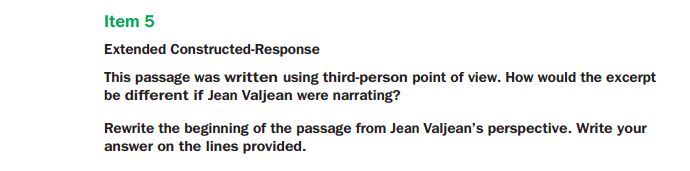 Item 5
Extended Constructed-Response
This passage was written using third-person point of view. How would the excerpt
be different if Jean Valjean were narrating?
Rewrite the beginning of the passage from Jean Valjean’s perspective. Write your
answer on the lines provided.